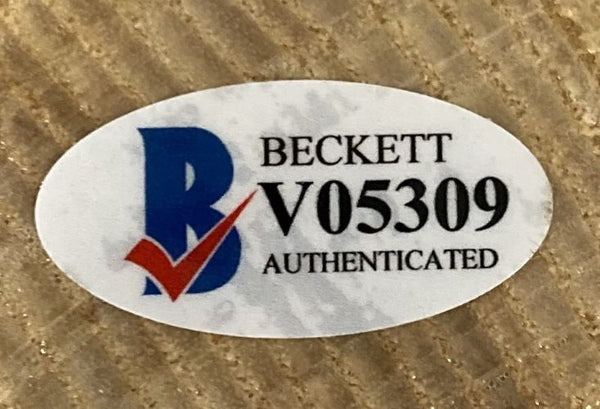 B
BECKETT
V05309
AUTHENTICATED